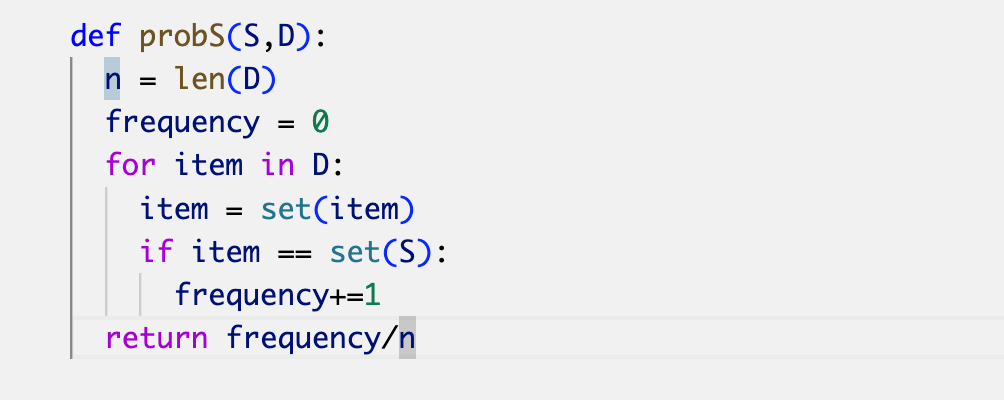 def probS(S,D):
n = len(D)
frequency = 0
for item in D:
item = set(item)
if item == set(S):
frequency+=1
return frequency/n